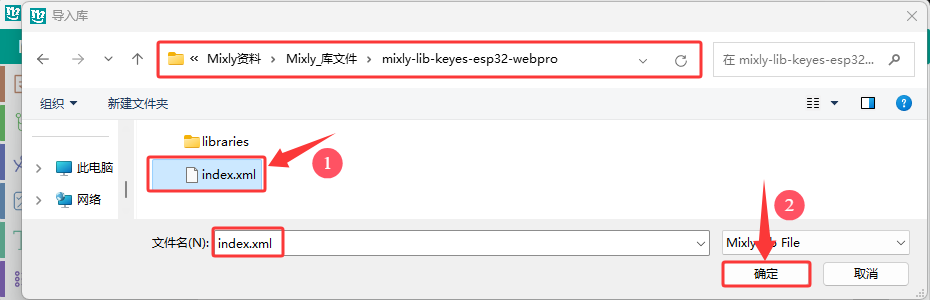 导入库
« Mixly资料 > Mixly_库文件 > mixly-lib-keyes-esp32-webpro
在 mixly-lib-keyes-esp32...
组织 新建文件夹
libraries
此电脑
index.xml
1
网络
2
文件名(N): index.xml
File
确定 取消